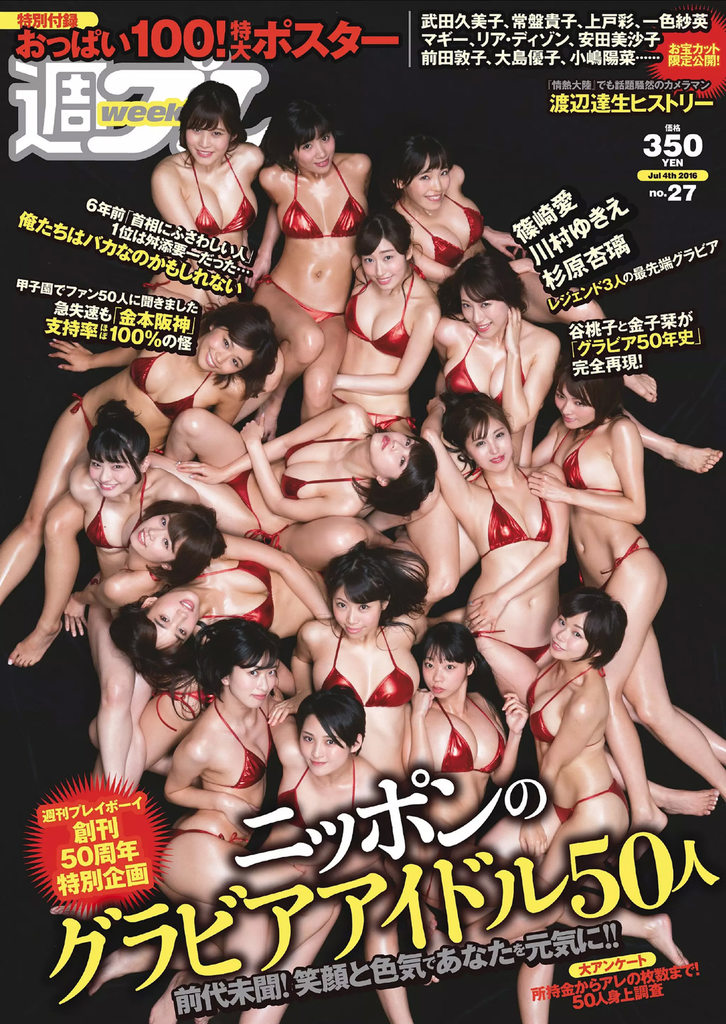 特別付録
おっぱい100!特大ポスター
武田久美子、常盤貴子、上戸彩、一色紗英
マギー、リア・ディゾン、安田美沙子
前田敦子、大島優子、小嶋陽菜……
お宝カット
限定公開!
『情熱大陸』でも話題騒然のカメラマン
渡辺達生ヒストリー
週プレ
weekly
価格
350
YEN
Jul 4th 2016
no.27
6年前「首相にふさわしい人」
1位は舛添要一だった…
俺たちはバカなのかもしれない
甲子園でファン50人に聞きました
急失速も「金本阪神」
支持率ほぼ100%の怪
篠崎愛
川村ゆきえ
杉原杏璃
レジェンド3人の最先端グラビア
谷桃子と金子栞が
「グラビア50年史」
完全再現!
週刊プレイボーイ
創刊
50周年
特別企画
ニッポンの
グラビアアイドル50人
前代未聞!笑顔と色気であなたを元気に!!
大アンケート
所持金からアレの枚数まで!
50人身上調査